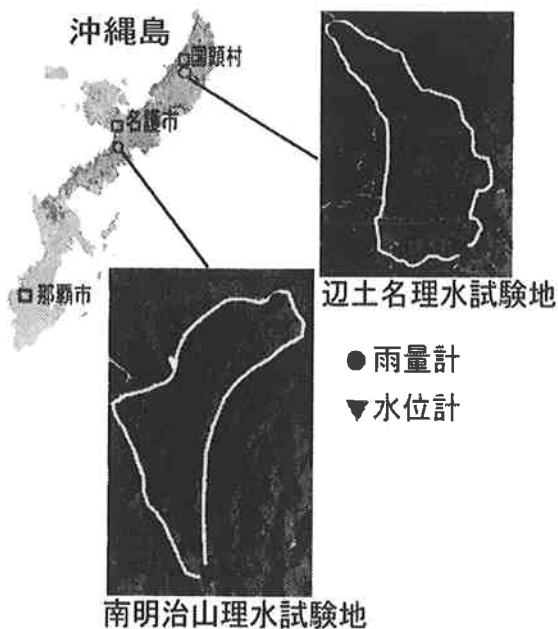 沖縄島
国頭村
名護市
那覇市
辺土名理水試験地
●雨量計
▼水位計
南明治山理水試験地